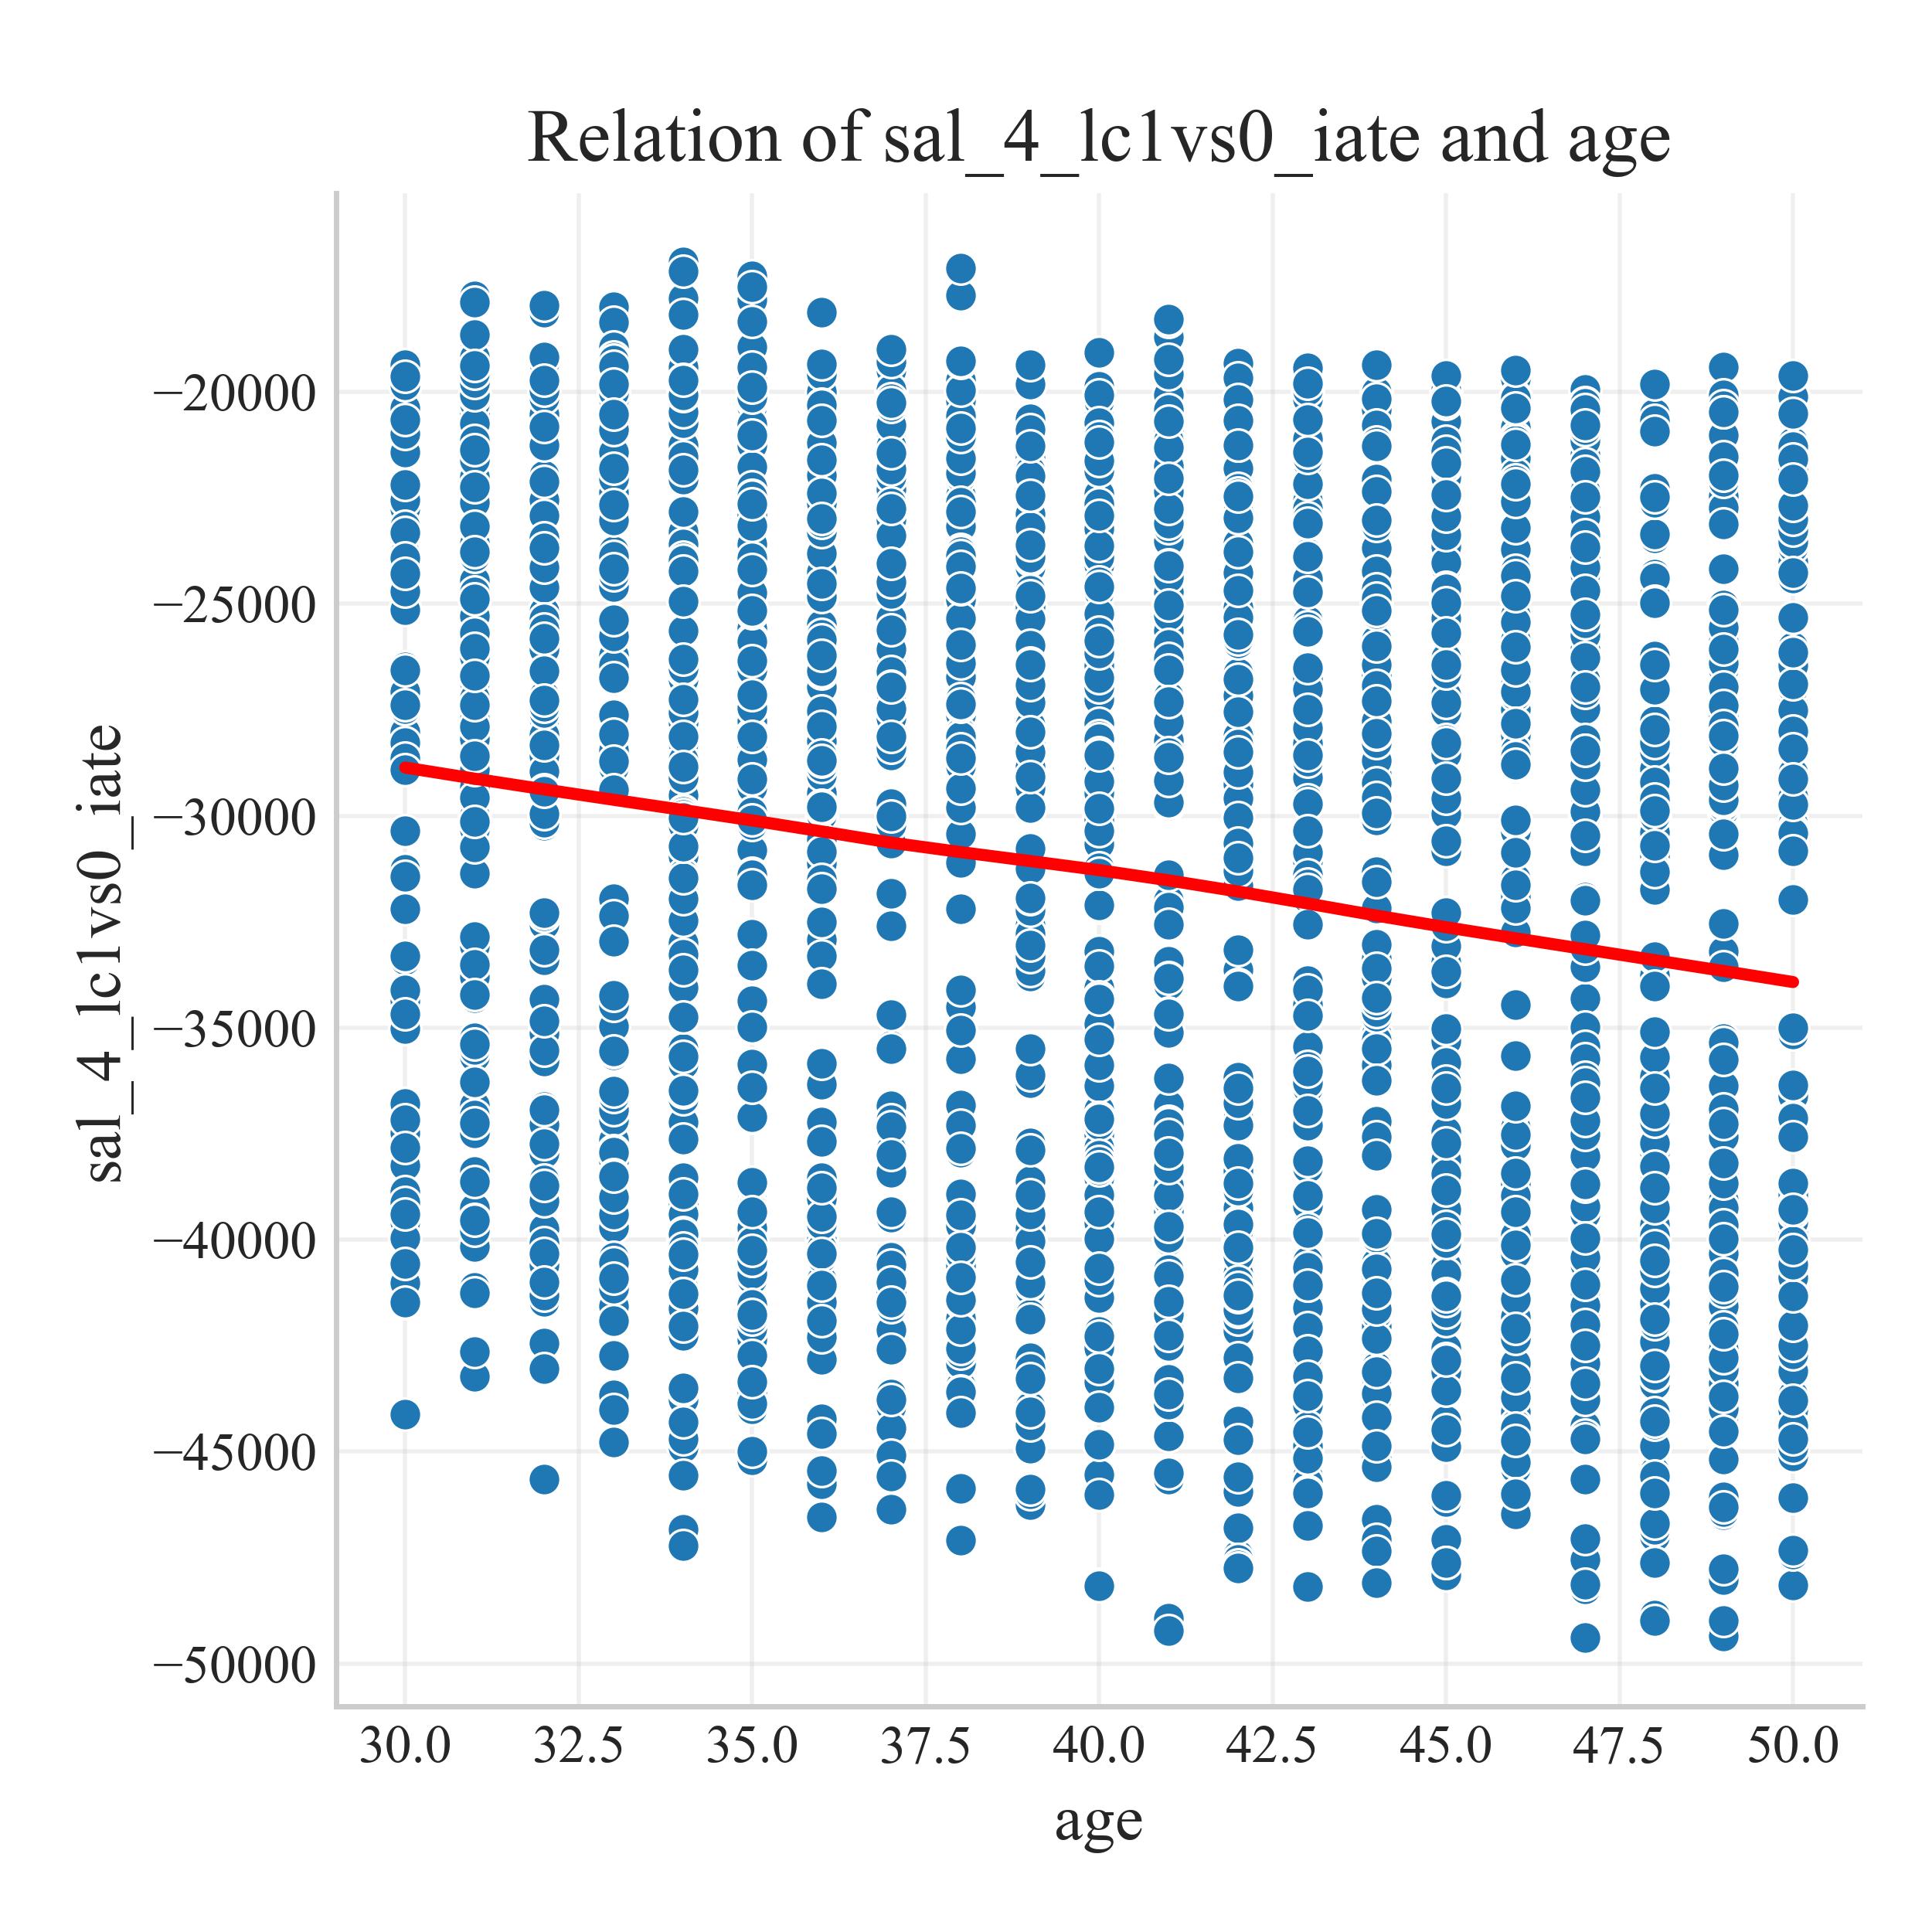 Relation of sal_4_lc1vs0_iate and age
sal_4_lc1vs0_iate
−20000
−25000
−30000
−35000
−40000
−45000
−50000
30.0 32.5 35.0 37.5 40.0 42.5 45.0 47.5 50.0
age